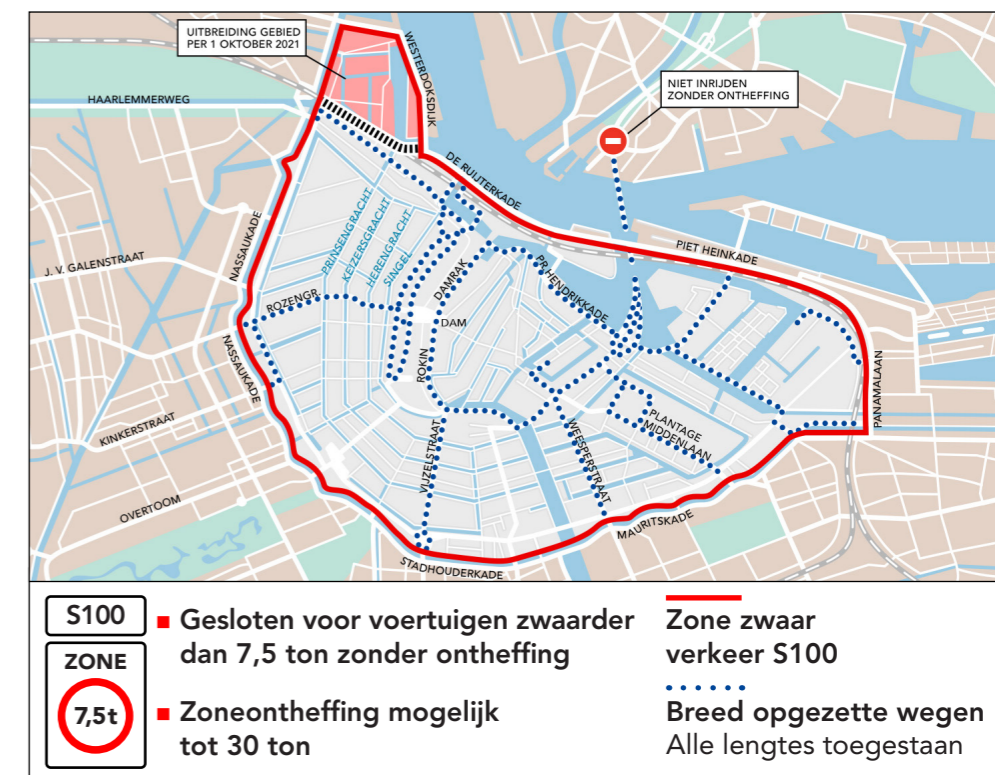 UITBREIDING GEBIED
PER 1 OKTOBER 2021
WESTERDOKSDIJK
NIET INRIJDEN
ZONDER ONTHEFFING
HAARLEMMERWEG
DE RUIJTERKADE
PRINSENGRACHT
KEIZERSGRACHT
HERENGRACHT
SINGEL
NASSAUKADE
J. V. GALENSTRAAT
PIET HEINKADE
PR. HENDRIKKADE
DAMRAK
ROZENGR.
DAM
NASSAUKADE
ROKIN
PANAMALAAN
KINKERSTRAAT
VIJZELSTRAAT
WEESPERSTRAAT
PLANTAGE
MIDDENLAAN
OVERTOOM
MAURITSKADE
STADHOUDERKADE
S100
ZONE
7,5t
Gesloten voor voertuigen zwaarder
dan 7,5 ton zonder ontheffing
Zoneontheffing mogelijk
tot 30 ton
Zone zwaar
verkeer S100
Breed opgezette wegen
Alle lengtes toegestaan